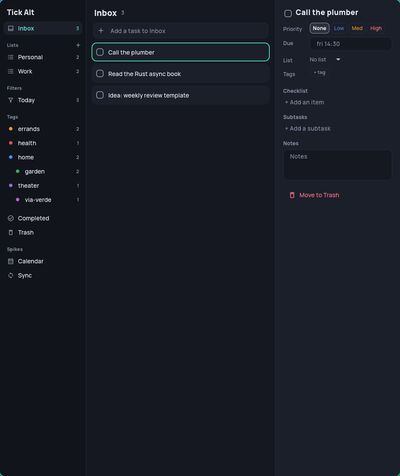 Tick Alt
Inbox 3
Lists +
Personal 2
Work 2
Filters
Today 3
Tags
errands 2
health 1
home 2
garden 2
theater 1
via-verde 1
Completed
Trash
Spikes
Calendar
Sync
Inbox 3
+ Add a task to Inbox
Call the plumber
Read the Rust async book
Idea: weekly review template
Call the plumber
Priority None Low Med High
Due fri 14:30
List No list
Tags + tag
Checklist
+ Add an item
Subtasks
+ Add a subtask
Notes
Notes
Move to Trash